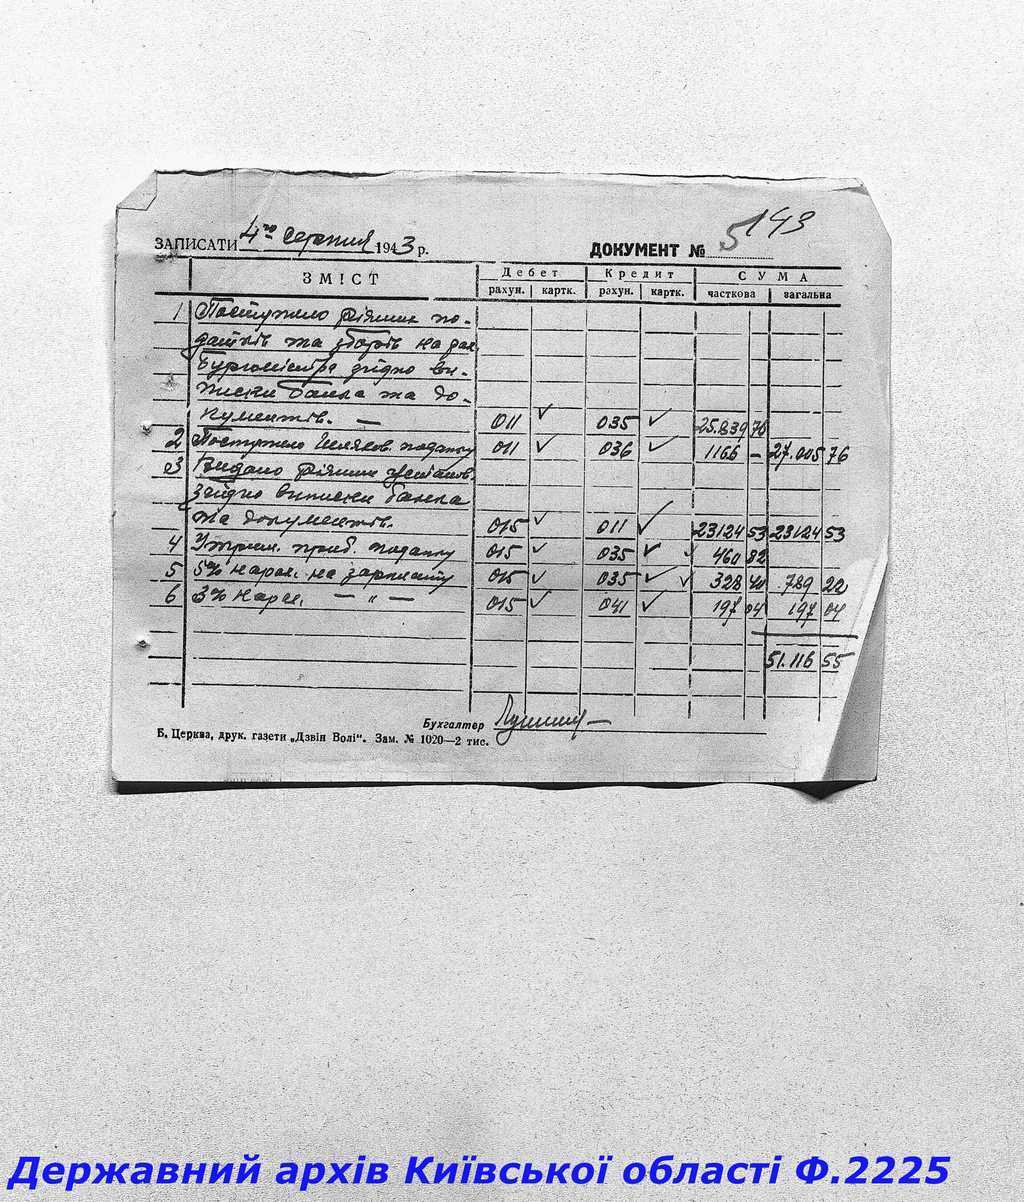 ЗАПИСАТИ 4го серпня 1943 р.
ДОКУМЕНТ № 5 143
ЗМІСТ Дебет Кредит СУМА
рахун. картк. рахун. картк. часткова загальна
1 Поступило різних по-
датків та зборів на рах.
Бургомістра згідно ви-
писки банка та до-
кументів. — 011 ✓ 035 ✓ 25.839 76
2 Поступило податку 011 ✓ 036 ✓ 1166 — 27.005 76
3 Видано різним установ.
згідно виписки банка
та документів. 015 ✓ 011 ✓ 23124 53 23124 53
4 Утрим. приб. податку 015 ✓ 035 ✓ ✓ 460 82
5 5% нарах. на зарплату 015 ✓ 035 ✓ ✓ 328 40 789 22
6 3% нарах. — " — 015 ✓ 041 ✓ 197 04 197 04
51.116 55
Бухгалтер
Б. Церква, друк. газети „Дзвін Волі“. Зам. № 1020—2 тис.
Державний архів Київської області Ф.2225